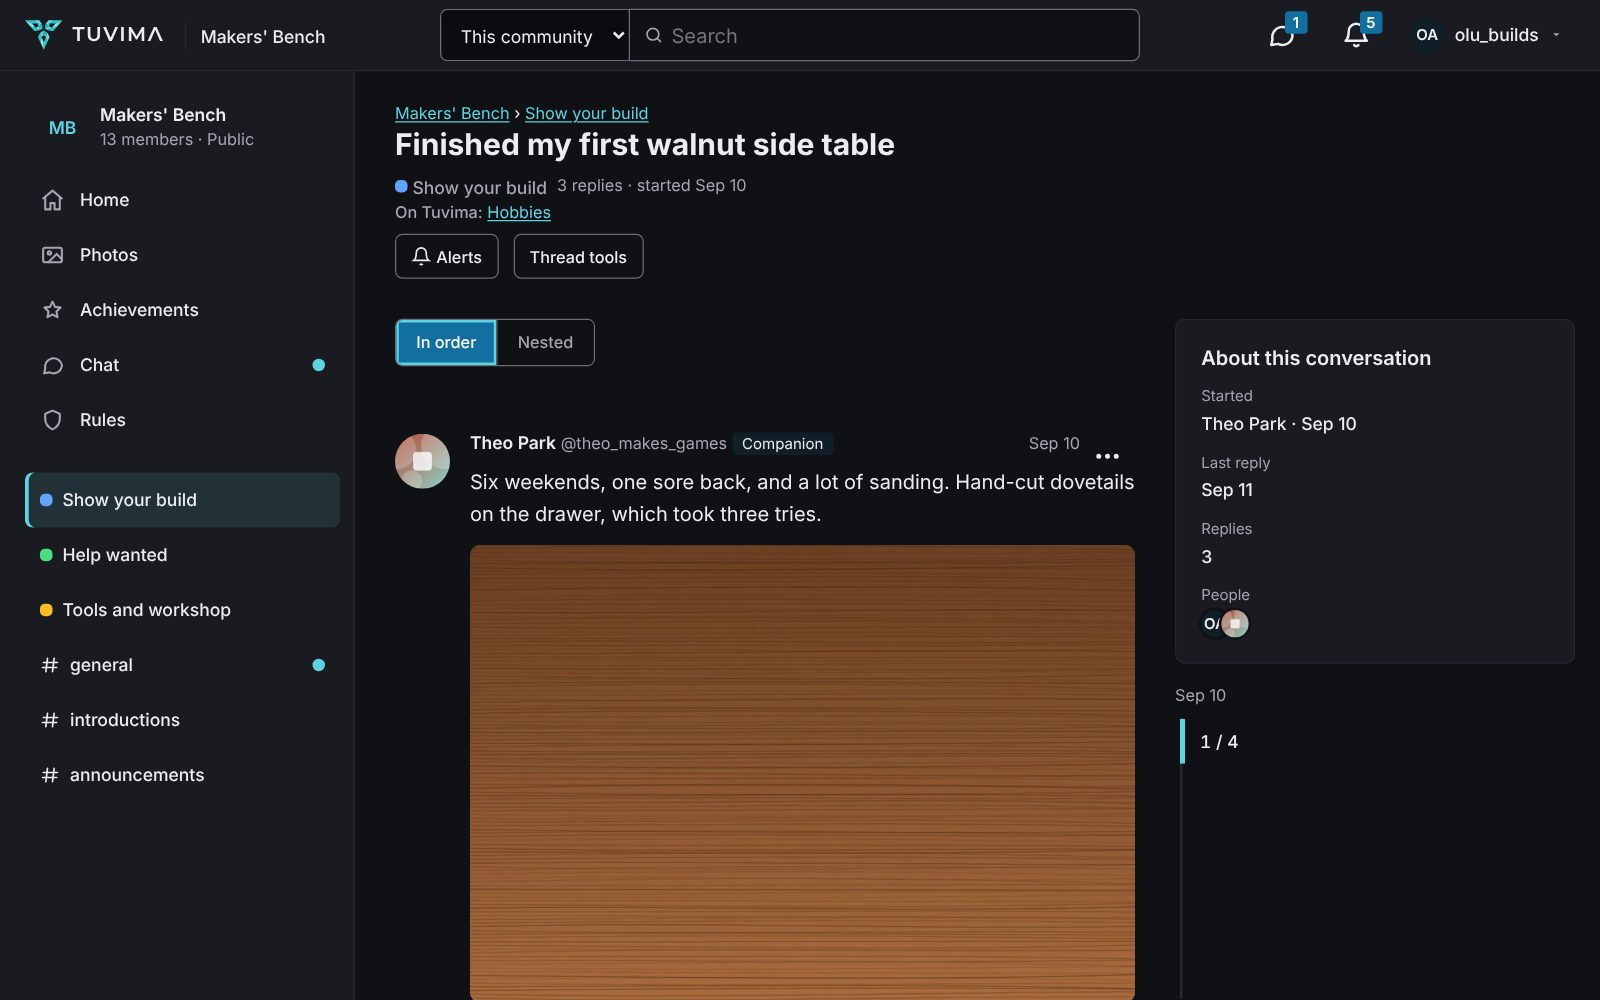 TUVIMA
Makers' Bench
This community
Search
1
5
OA
olu_builds
MB
Makers' Bench
13 members · Public
Home
Photos
Achievements
Chat
Rules
Show your build
Help wanted
Tools and workshop
# general
# introductions
# announcements
Makers' Bench › Show your build
Finished my first walnut side table
Show your build 3 replies · started Sep 10
On Tuvima: Hobbies
Alerts
Thread tools
In order
Nested
Theo Park @theo_makes_games Companion
Sep 10
Six weekends, one sore back, and a lot of sanding. Hand-cut dovetails
on the drawer, which took three tries.
About this conversation
Started
Theo Park · Sep 10
Last reply
Sep 11
Replies
3
People
Sep 10
1 / 4